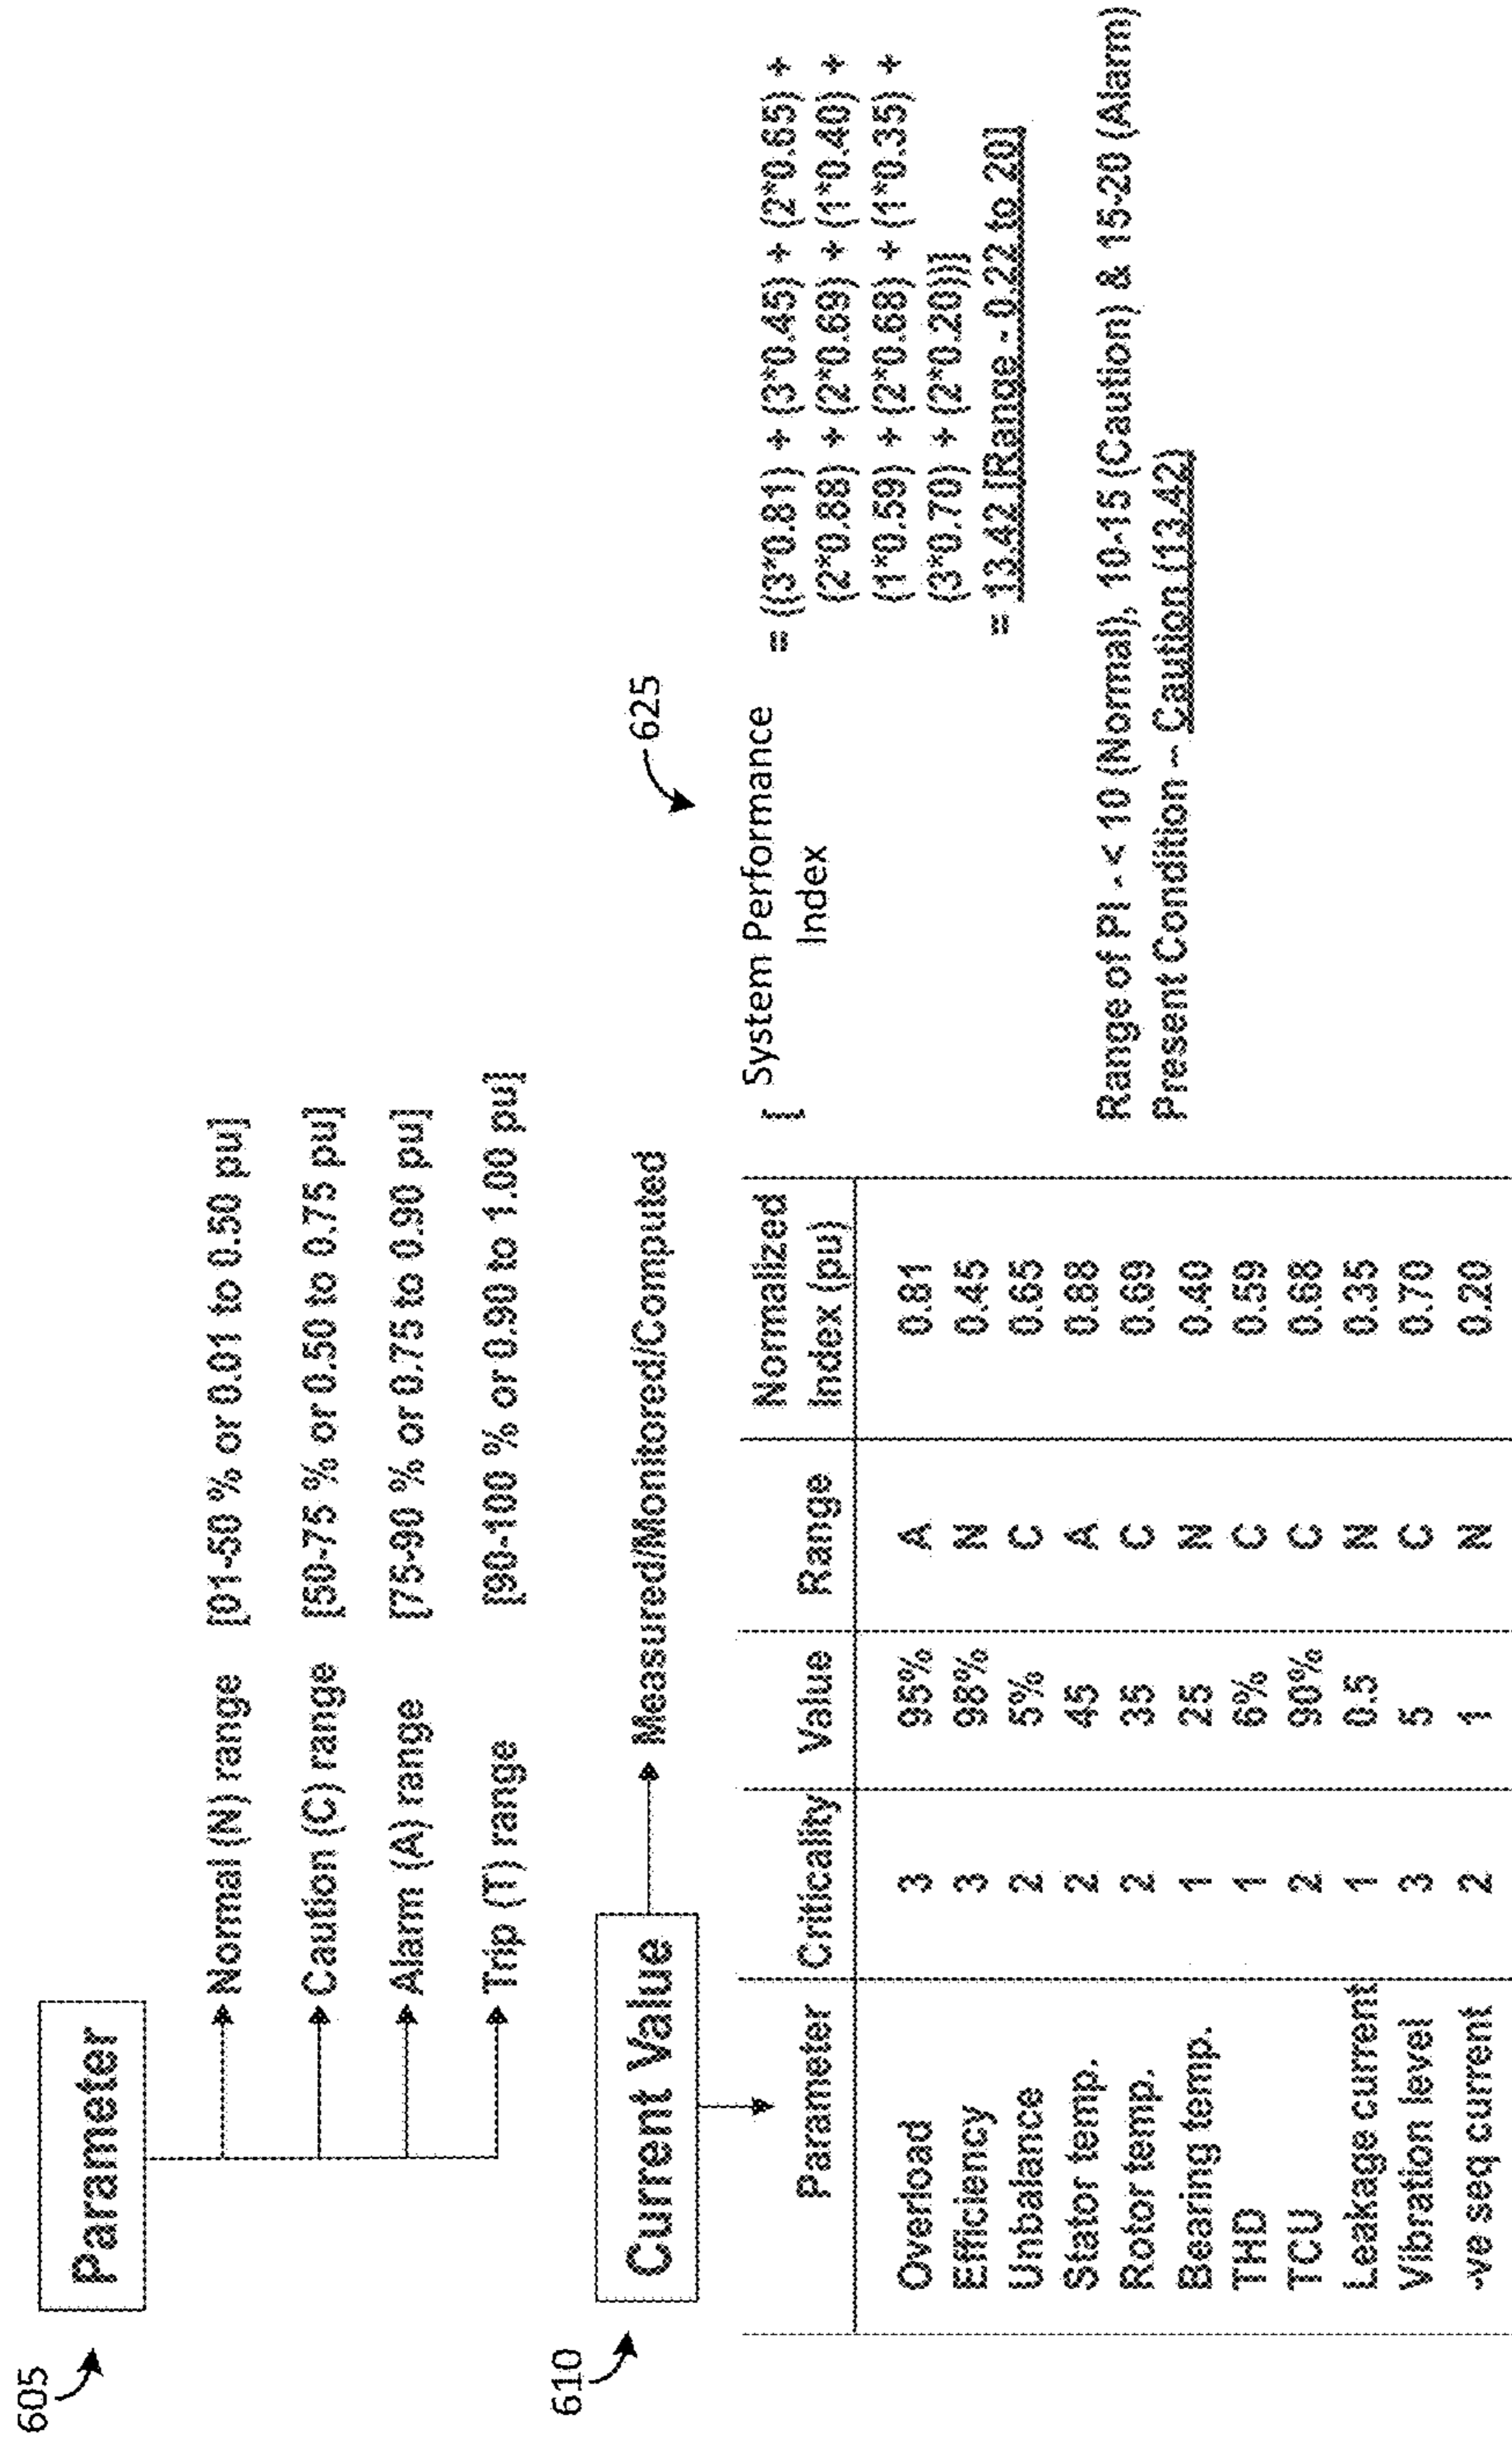 605
Parameter
Normal (N) range [01-50 % or 0.01 to 0.50 pu]
Caution (C) range [50-75 % or 0.50 to 0.75 pu]
Alarm (A) range [75-90 % or 0.75 to 0.90 pu]
Trip (T) range [90-100 % or 0.90 to 1.00 pu]
610
Current Value Measured/Monitored/Computed
Parameter Criticality Value Range Normalized
Index (pu)
Overload 3 95% A 0.81
Efficiency 3 98% N 0.45
Unbalance 2 5% C 0.65
Stator temp. 2 45 A 0.88
Rotor temp. 2 35 C 0.69
Bearing temp. 1 25 N 0.40
THD 1 6% C 0.59
TCU 2 90% C 0.68
Leakage current 1 0.5 N 0.35
Vibration level 3 5 C 0.70
-ve seq current 2 1 N 0.20
625
[ System Performance = ((3*0.81) + (3*0.45) + (2*0.65) +
Index (2*0.88) + (2*0.69) + (1*0.40) +
(1*0.59) + (2*0.68) + (1*0.35) +
(3*0.70) + (2*0.20))]
= 13.42 [Range - 0.22 to 20]
Range of PI - < 10 (Normal), 10-15 (Caution) & 15-20 (Alarm)
Present Condition – Caution (13.42)